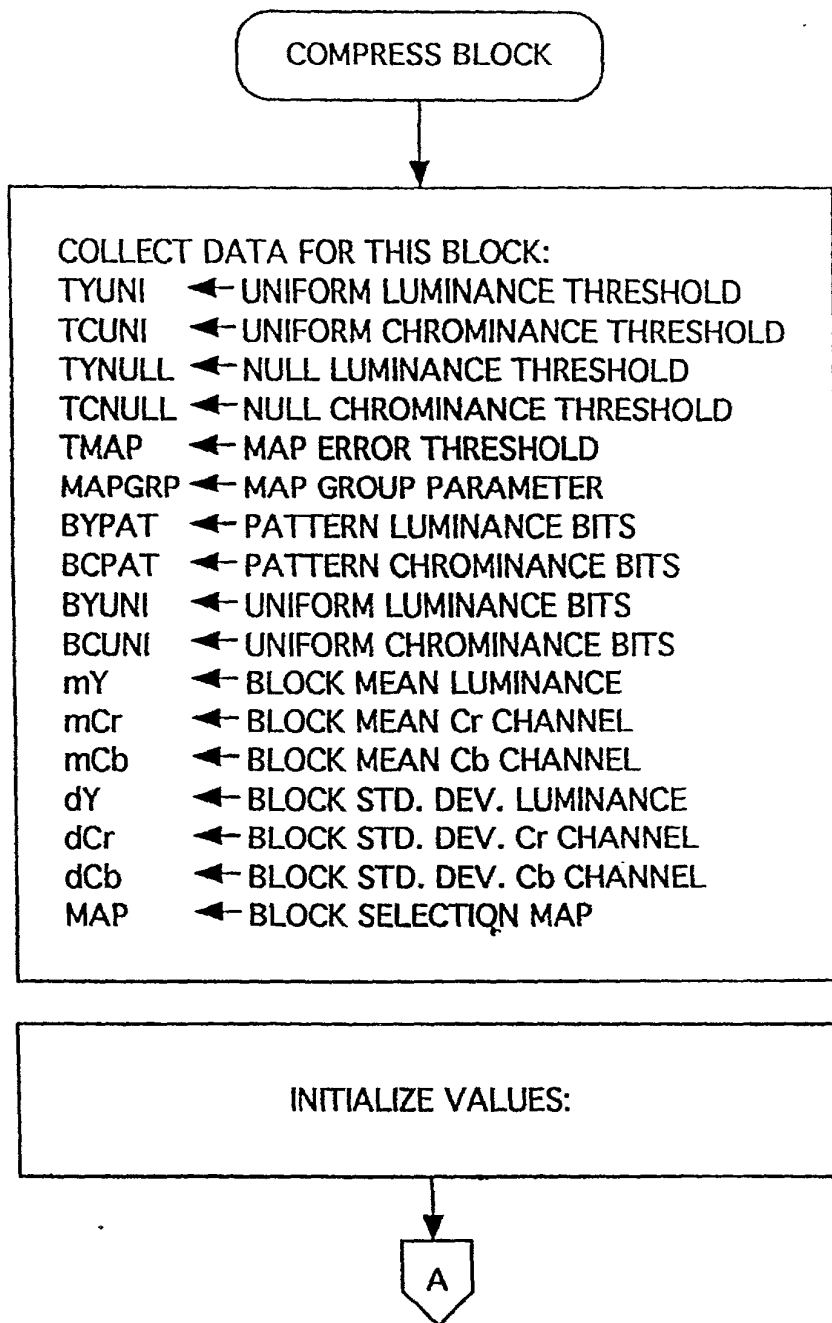 COMPRESS BLOCK
COLLECT DATA FOR THIS BLOCK:
TYUNI ← UNIFORM LUMINANCE THRESHOLD
TCUNI ← UNIFORM CHROMINANCE THRESHOLD
TYNULL ← NULL LUMINANCE THRESHOLD
TCNULL ← NULL CHROMINANCE THRESHOLD
TMAP ← MAP ERROR THRESHOLD
MAPGRP ← MAP GROUP PARAMETER
BYPAT ← PATTERN LUMINANCE BITS
BCPAT ← PATTERN CHROMINANCE BITS
BYUNI ← UNIFORM LUMINANCE BITS
BCUNI ← UNIFORM CHROMINANCE BITS
mY ← BLOCK MEAN LUMINANCE
mCr ← BLOCK MEAN Cr CHANNEL
mCb ← BLOCK MEAN Cb CHANNEL
dY ← BLOCK STD. DEV. LUMINANCE
dCr ← BLOCK STD. DEV. Cr CHANNEL
dCb ← BLOCK STD. DEV. Cb CHANNEL
MAP ← BLOCK SELECTION MAP
INITIALIZE VALUES:
A